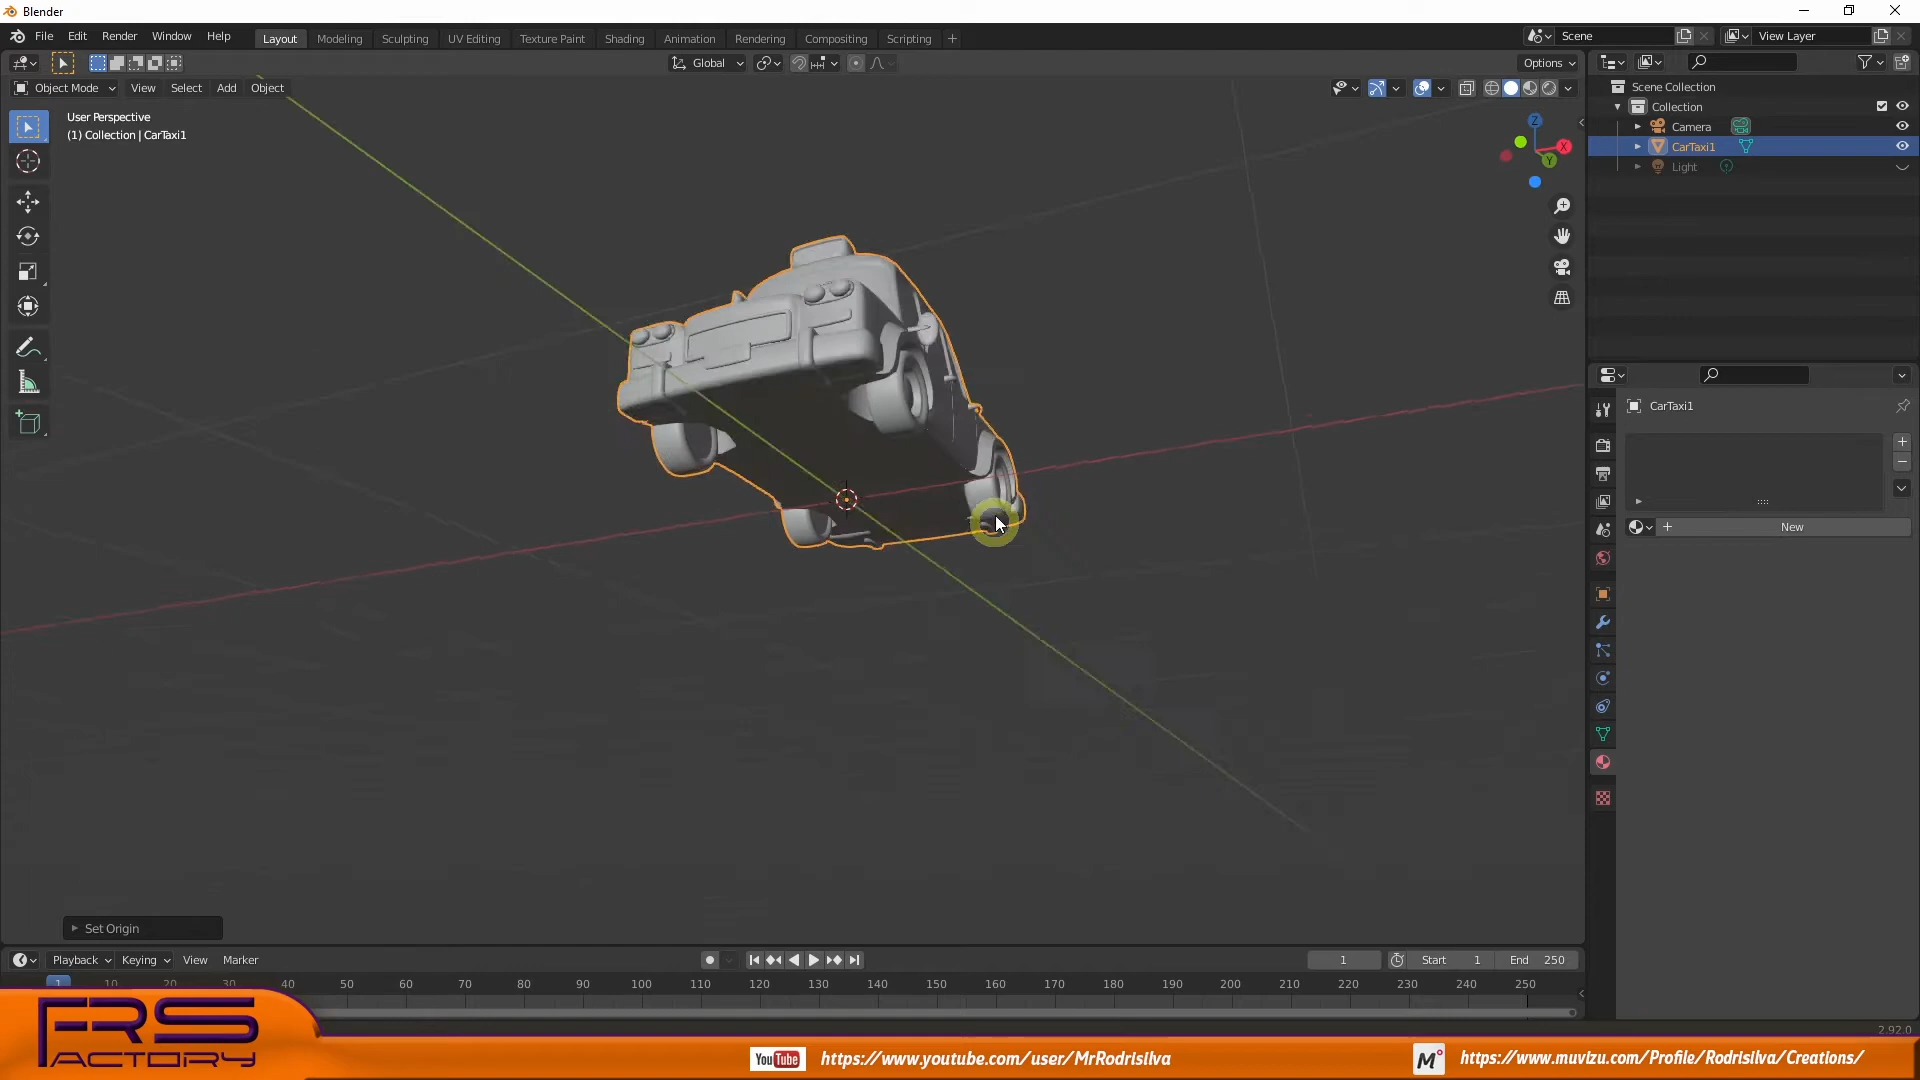 Blender
File Edit Render Window Help
Layout Modeling Sculpting UV Editing Texture Paint Shading Animation Rendering Compositing Scripting +
Scene
View Layer
Global
Options
Object Mode View Select Add Object
User Perspective
(1) Collection | CarTaxi1
Z
X
Y
Scene Collection
Collection
Camera
CarTaxi1
Light
CarTaxi1
New
Set Origin
Playback Keying View Marker
1
Start 1
End 250
1 10 20 30 40 50 60 70 80 90 100 110 120 130 140 150 160 170 180 190 200 210 220 230 240 250
2.92.0
FRS
FACTORY
YouTube
https://www.youtube.com/user/MrRodrisilva
M
https://www.muvizu.com/Profile/Rodrisilva/Creations/